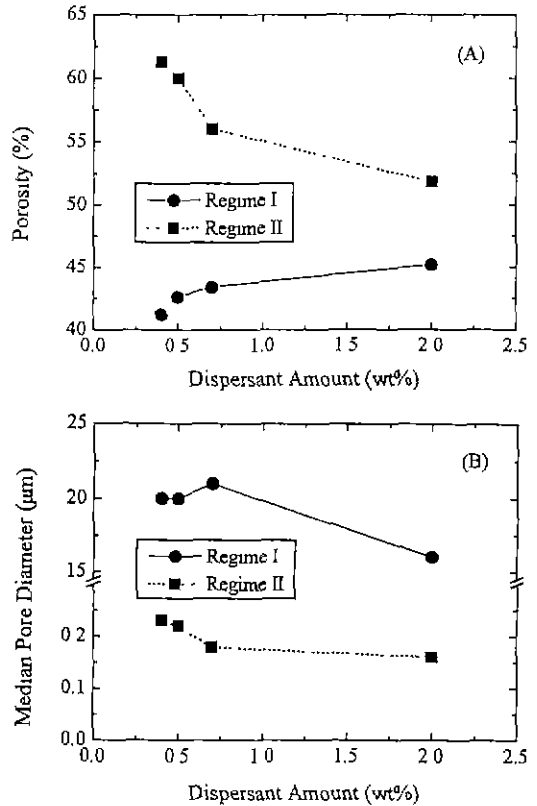 65
60
55
50
45
40
Porosity (%)
(A)
Regime I
Regime II
0.0 0.5 1.0 1.5 2.0 2.5
Dispersant Amount (wt%)
25
20
15
0.2
0.1
0.0
Median Pore Diameter (μm)
(B)
Regime I
Regime II
0.0 0.5 1.0 1.5 2.0 2.5
Dispersant Amount (wt%)